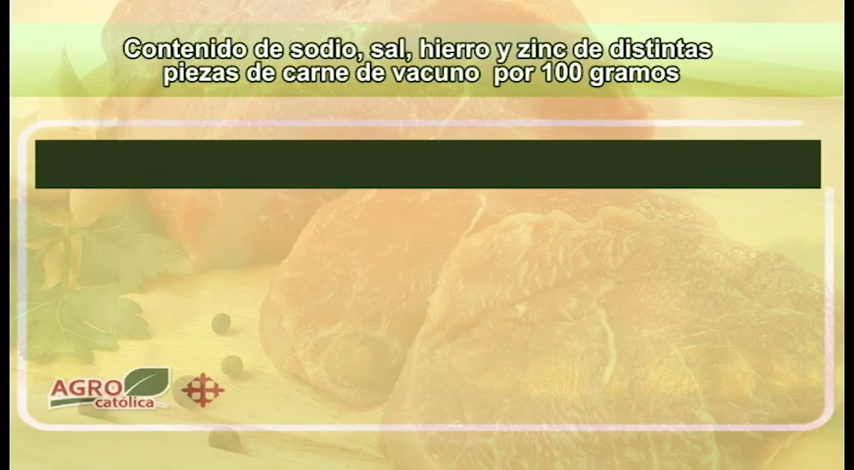 Contenido de sodio, sal, hierro y zinc de distintas
piezas de carne de vacuno por 100 gramos
AGRO
católica